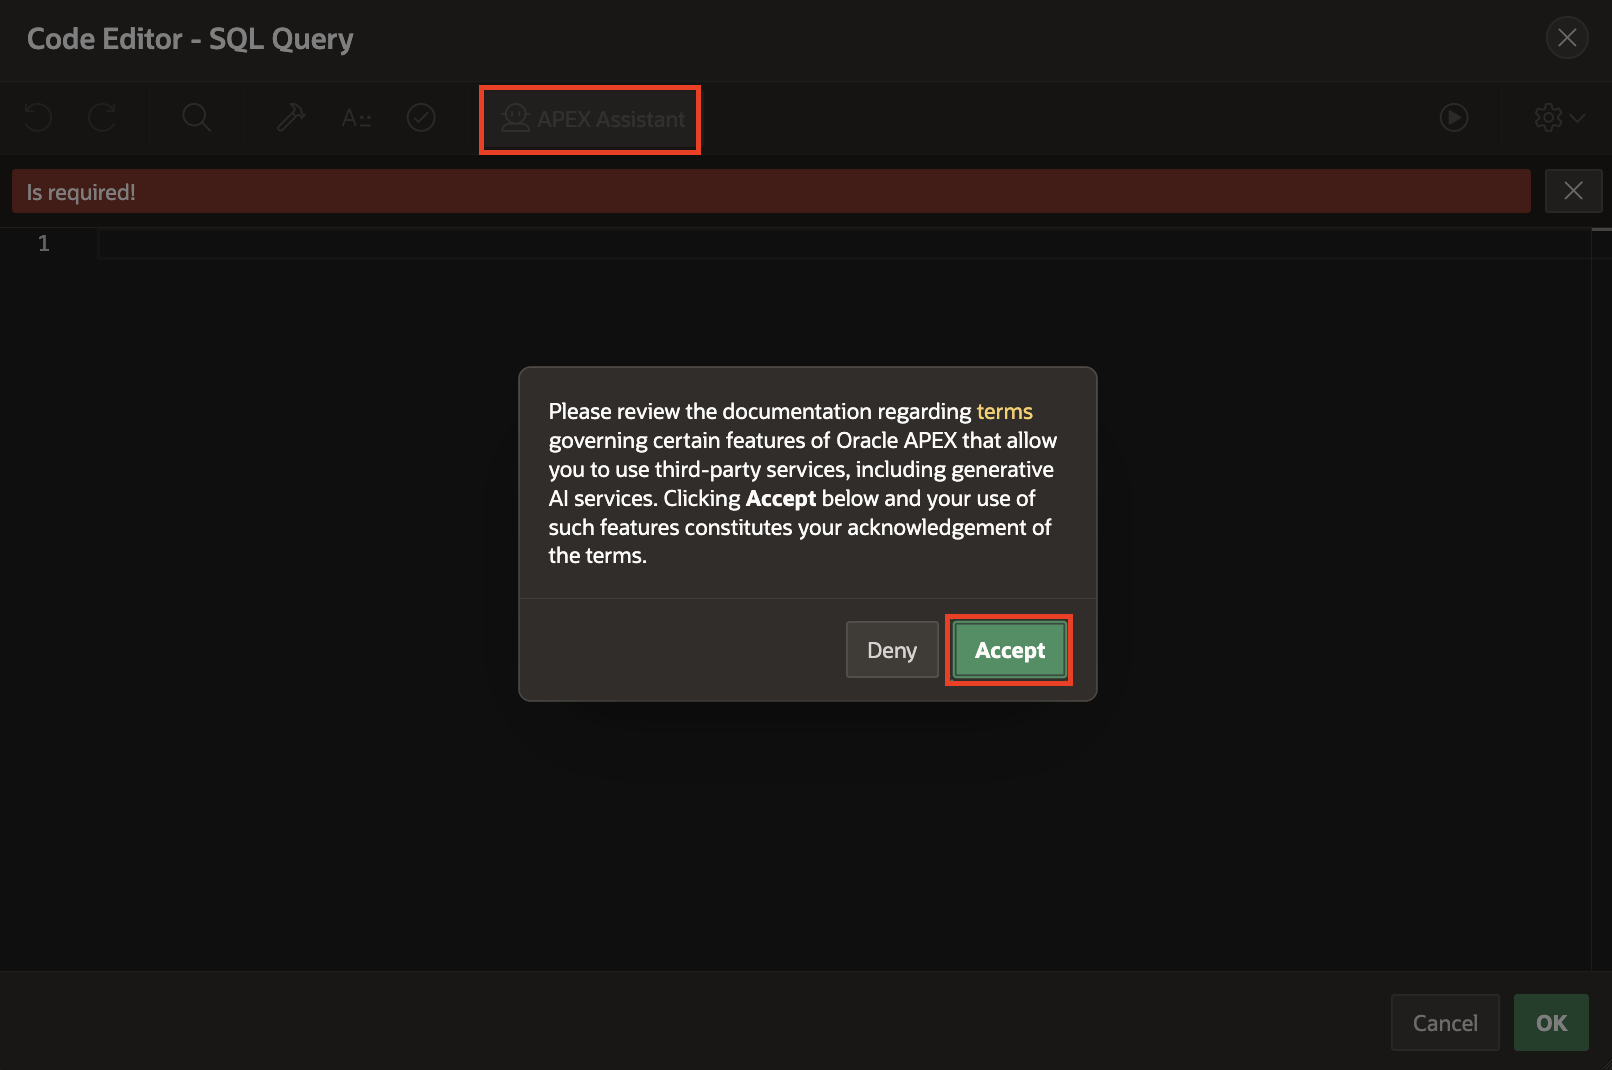 Code Editor - SQL Query
APEX Assistant
Is required!
1
Please review the documentation regarding terms
governing certain features of Oracle APEX that allow
you to use third-party services, including generative
AI services. Clicking Accept below and your use of
such features constitutes your acknowledgement of
the terms.
Deny
Accept
Cancel
OK